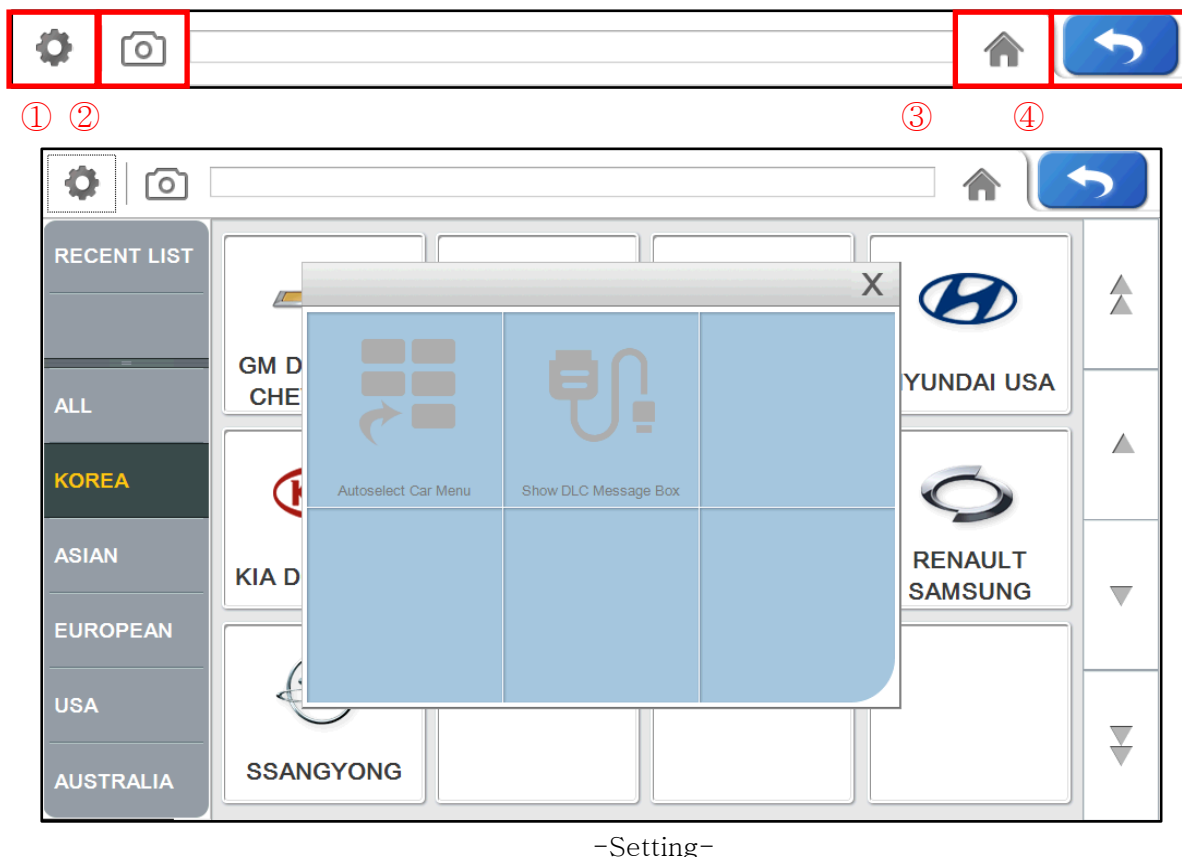 ① ②
③
④
RECENT LIST
ALL
KOREA
ASIAN
EUROPEAN
USA
AUSTRALIA
GM D
CHE
X
YUNDAI USA
Autoselect Car Menu
Show DLC Message Box
KIA D
RENAULT
SAMSUNG
SSANGYONG
-Setting-